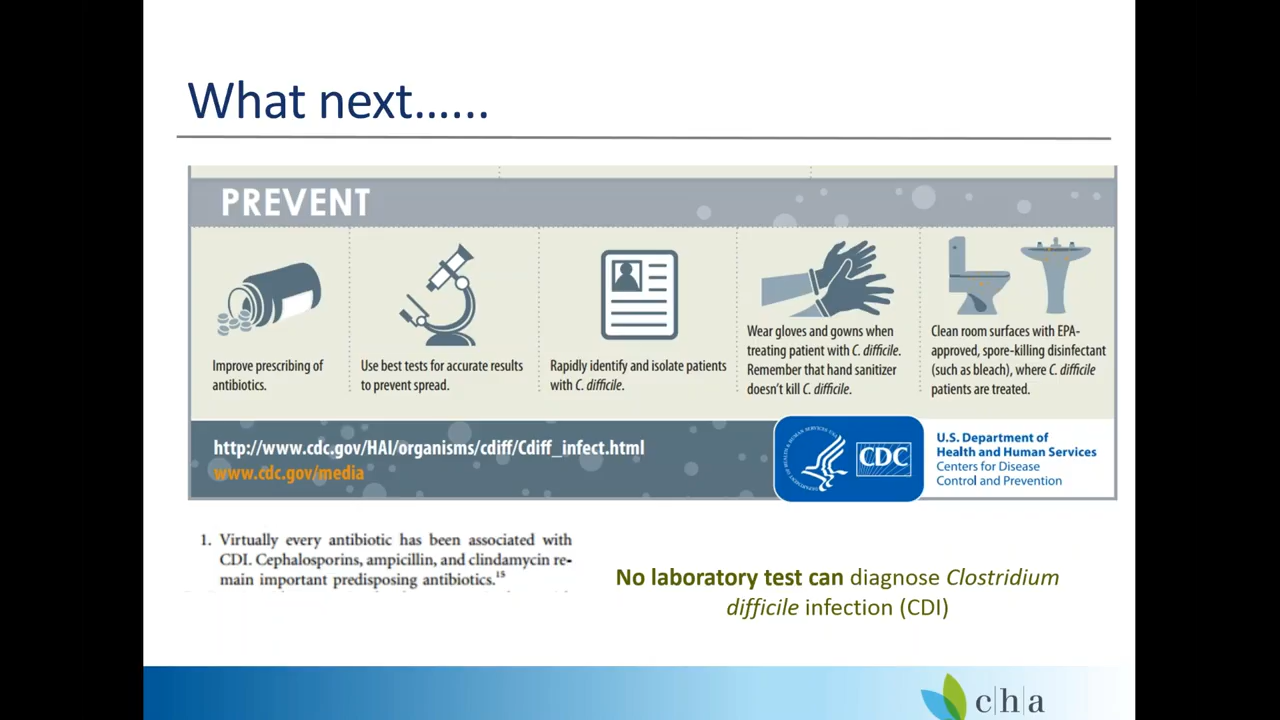 What next......
PREVENT
Improve prescribing of
antibiotics.
Use best tests for accurate results
to prevent spread.
Rapidly identify and isolate patients
with C. difficile.
Wear gloves and gowns when
treating patient with C. difficile.
Remember that hand sanitizer
doesn't kill C. difficile.
Clean room surfaces with EPA-
approved, spore-killing disinfectant
(such as bleach), where C. difficile
patients are treated.
http://www.cdc.gov/HAI/organisms/cdiff/Cdiff_infect.html
www.cdc.gov/media
CDC
U.S. Department of
Health and Human Services
Centers for Disease
Control and Prevention
1. Virtually every antibiotic has been associated with
CDI. Cephalosporins, ampicillin, and clindamycin re-
main important predisposing antibiotics.15
No laboratory test can diagnose Clostridium
difficile infection (CDI)
c|h|a